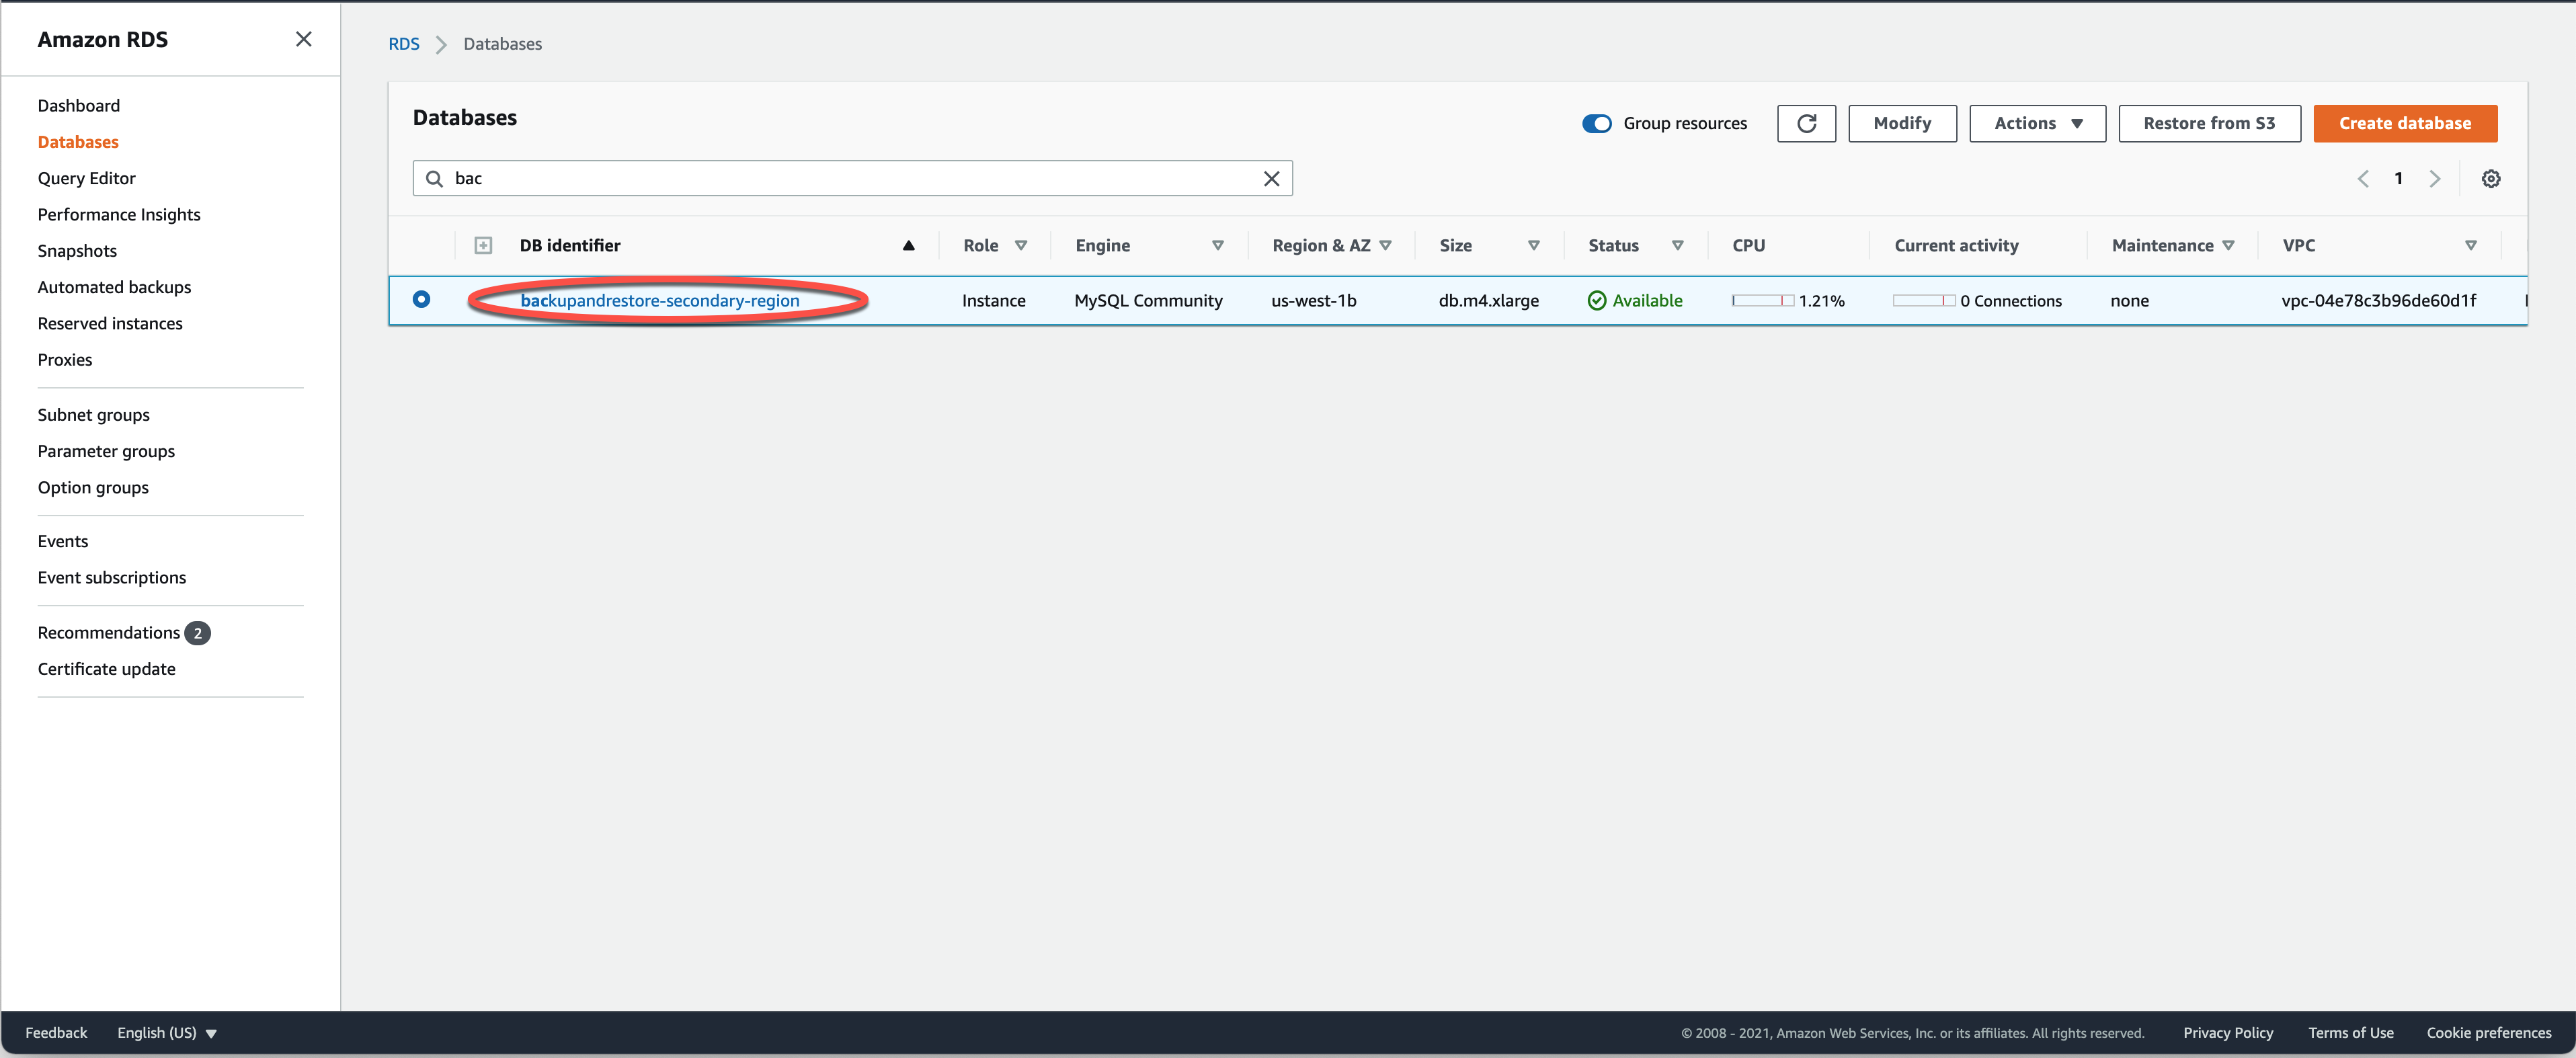 Amazon RDS
Dashboard
Databases
Query Editor
Performance Insights
Snapshots
Automated backups
Reserved instances
Proxies
Subnet groups
Parameter groups
Option groups
Events
Event subscriptions
Recommendations 2
Certificate update
RDS Databases
Databases
Group resources Modify Actions Restore from S3 Create database
bac
1
DB identifier Role Engine Region & AZ Size Status CPU Current activity Maintenance VPC
backupandrestore-secondary-region Instance MySQL Community us-west-1b db.m4.xlarge Available 1.21% 0 Connections none vpc-04e78c3b96de60d1f
Feedback English (US) © 2008 - 2021, Amazon Web Services, Inc. or its affiliates. All rights reserved. Privacy Policy Terms of Use Cookie preferences